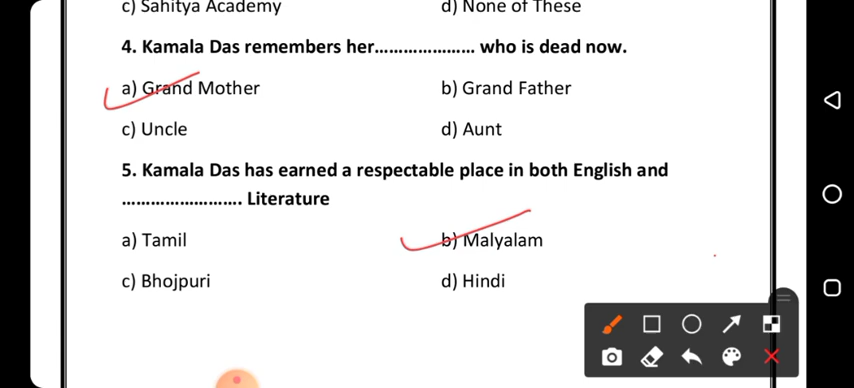 c) Sahitya Academy d) None of These
4. Kamala Das remembers her..................... who is dead now.
a) Grand Mother b) Grand Father
c) Uncle d) Aunt
5. Kamala Das has earned a respectable place in both English and
......................... Literature
a) Tamil b) Malyalam
c) Bhojpuri d) Hindi